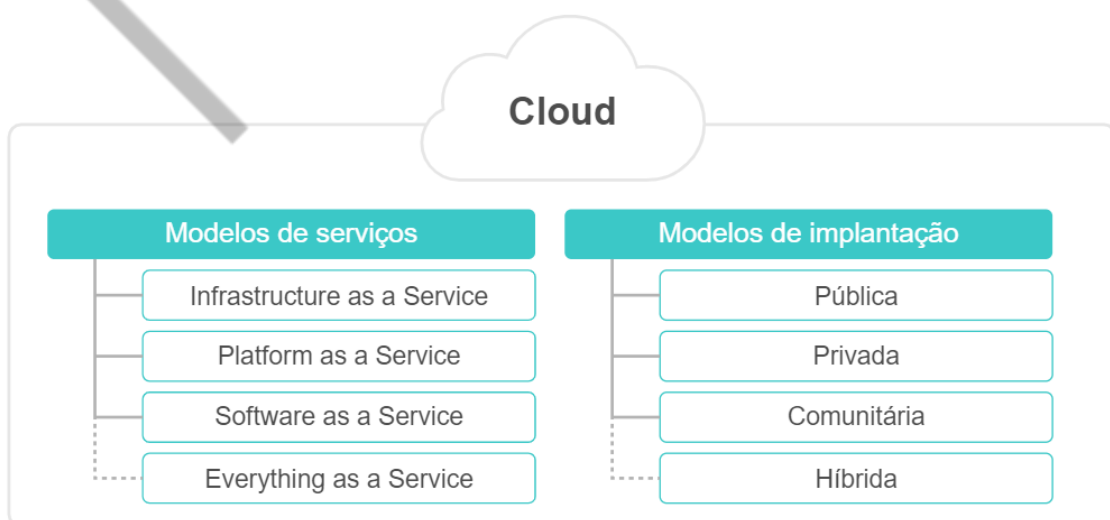 Cloud
Modelos de serviços
Infrastructure as a Service
Platform as a Service
Software as a Service
Everything as a Service
Modelos de implantação
Pública
Privada
Comunitária
Híbrida